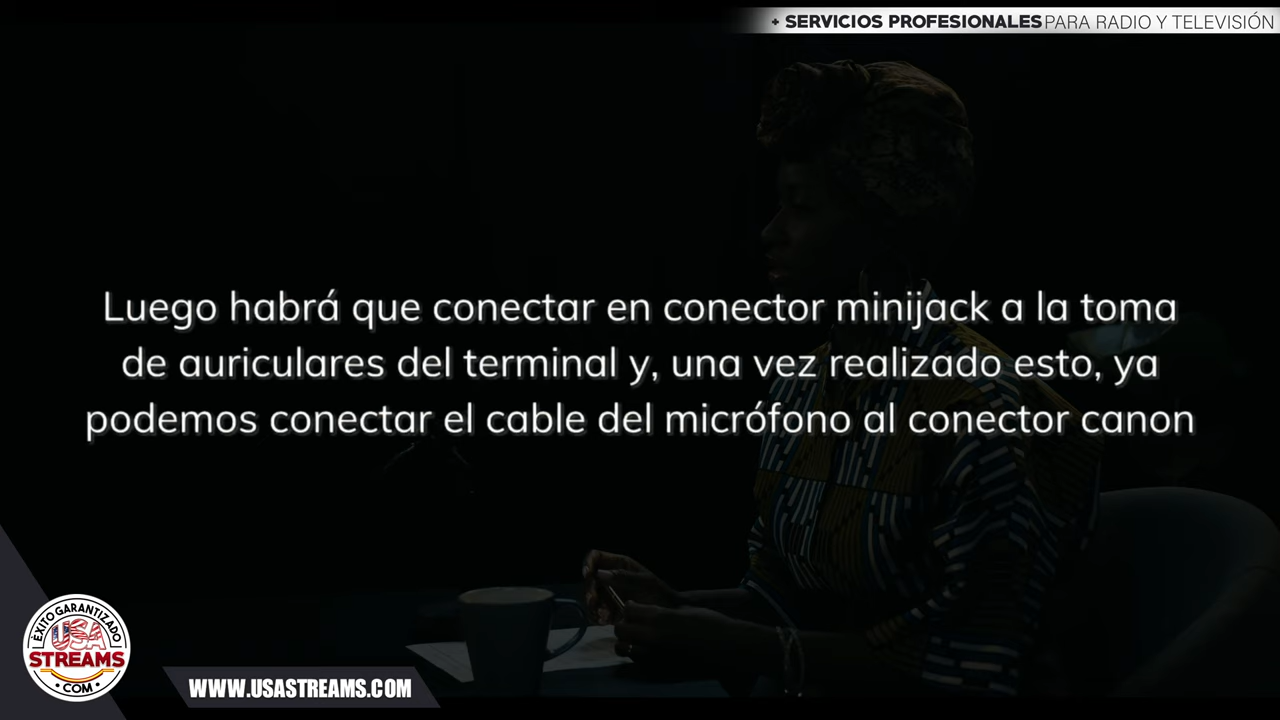 + SERVICIOS PROFESIONALES PARA RADIO Y TELEVISIÓN
Luego habrá que conectar en conector minijack a la toma
de auriculares del terminal y, una vez realizado esto, ya
podemos conectar el cable del micrófono al conector canon
ÉXITO GARANTIZADO
USA
STREAMS
• COM •
WWW.USASTREAMS.COM